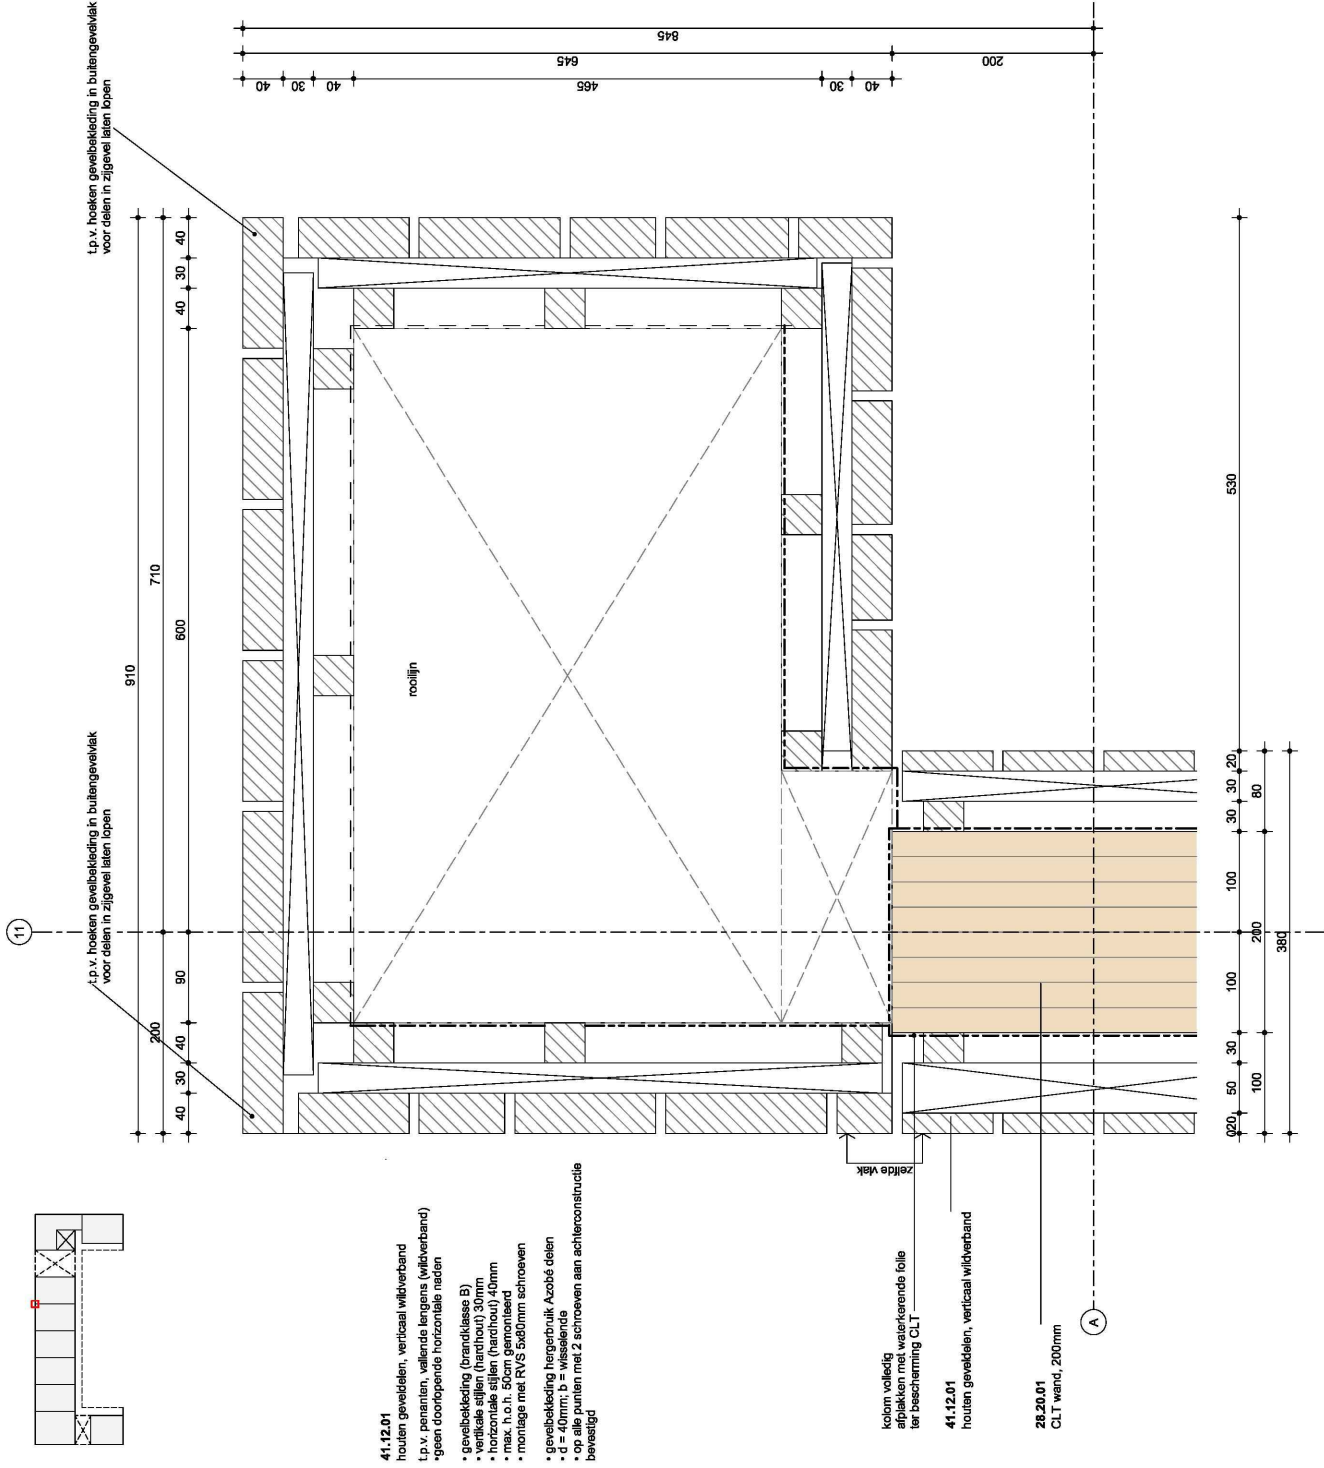 t.p.v. hoeken gevelbekleding in buitengevelvlak
voor delen in zijgevel laten lopen
t.p.v. hoeken gevelbekleding in buitengevelvlak
voor delen in zijgevel laten lopen
845
645
200
40
30
40
465
30
40
910
710
200
40
30
40
600
90
40
30
40
11
rooilijn
530
20
30
30
100
100
30
50
20
80
200
100
380
zelfde vlak
41.12.01
houten geveldelen, verticaal wildverband
t.p.v. penanten, vallende lengens (wildverband)
•geen doorlopende horizontale naden
• gevelbekleding (brandklasse B)
• vertikale stijlen (hardhout) 30mm
• horizontale stijlen (hardhout) 40mm
• max. h.o.h. 50cm gemonteerd
• montage met RVS 5x80mm schroeven
• gevelbekleding hergerbruik Azobé delen
• d = 40mm; b = wisselende
• op alle punten met 2 schroeven aan achterconstructie
bevestigd
kolom volledig
afplakken met waterkerende folie
ter bescherming CLT
41.12.01
houten geveldelen, verticaal wildverband
28.20.01
CLT wand, 200mm
A